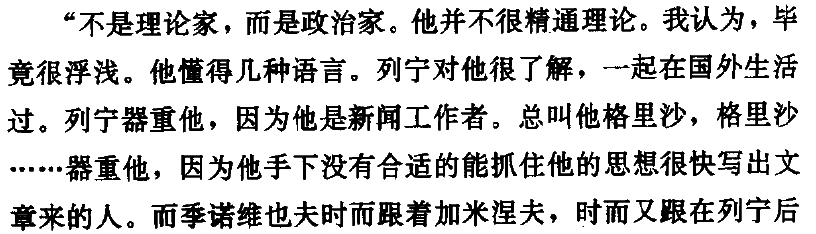 “不是理论家，而是政治家。他并不很精通理论。我认为，毕
竟很浮浅。他懂得几种语言。列宁对他很了解，一起在国外生活
过。列宁器重他，因为他是新闻工作者。总叫他格里沙，格里沙
……器重他，因为他手下没有合适的能抓住他的思想很快写出文
章来的人。而季诺维也夫时而跟着加米涅夫，时而又跟在列宁后